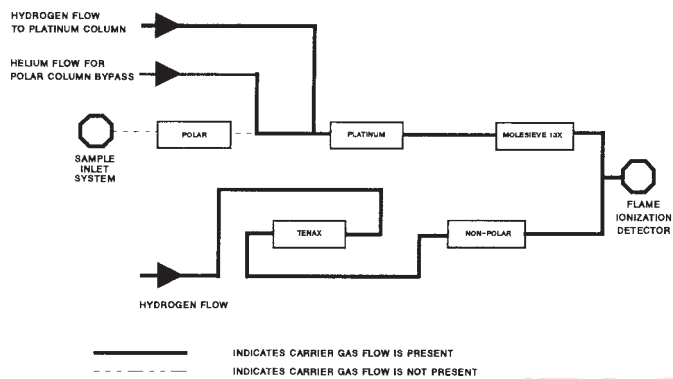 HYDROGEN FLOW
TO PLATINUM COLUMN
HELIUM FLOW FOR
POLAR COLUMN BYPASS
POLAR
PLATINUM
MOLESIEVE 13X
SAMPLE
INLET
SYSTEM
FLAME
IONIZATION
DETECTOR
TENAX
NON-POLAR
HYDROGEN FLOW
INDICATES CARRIER GAS FLOW IS PRESENT
INDICATES CARRIER GAS FLOW IS NOT PRESENT